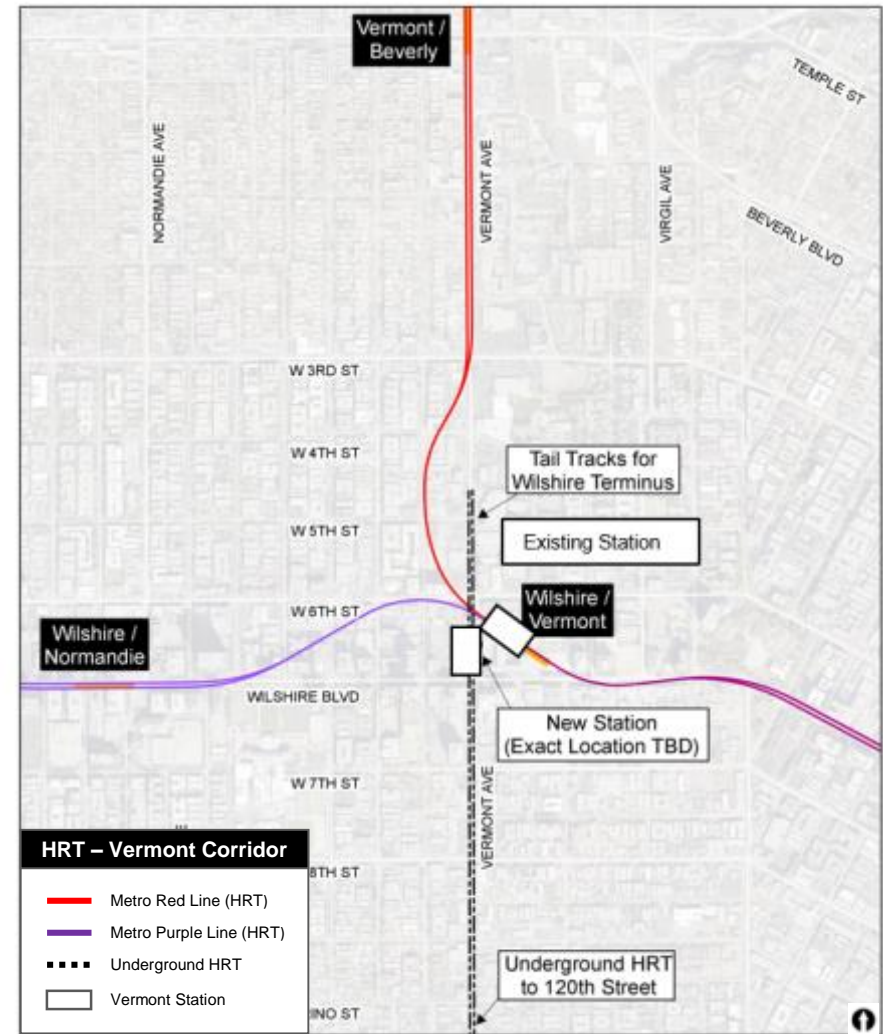 Vermont /
Beverly
TEMPLE ST
NORMANDIE AVE
VERMONT AVE
VIRGIL AVE
BEVERLY BLVD
W 3RD ST
W 4TH ST
Tail Tracks for
Wilshire Terminus
W 5TH ST
Existing Station
W 6TH ST
Wilshire /
Vermont
Wilshire /
Normandie
WILSHIRE BLVD
New Station
(Exact Location TBD)
W 7TH ST
VERMONT AVE
HRT – Vermont Corridor
8TH ST
Metro Red Line (HRT)
Metro Purple Line (HRT)
Underground HRT
Vermont Station
Underground HRT
to 120th Street
INO ST